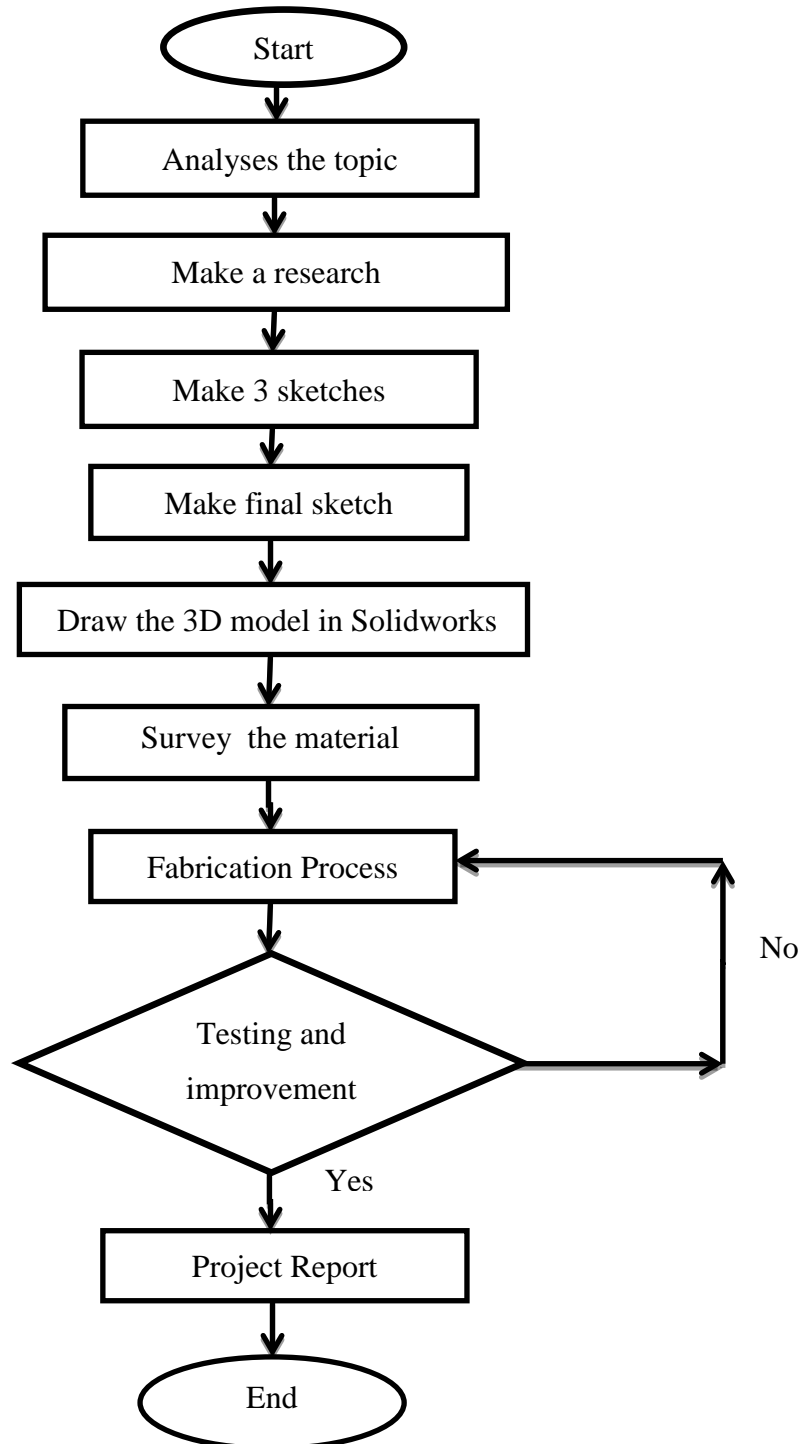 Start
Analyses the topic
Make a research
Make 3 sketches
Make final sketch
Draw the 3D model in Solidworks
Survey  the material
Fabrication Process
No
Testing and
improvement
Yes
Project Report
End